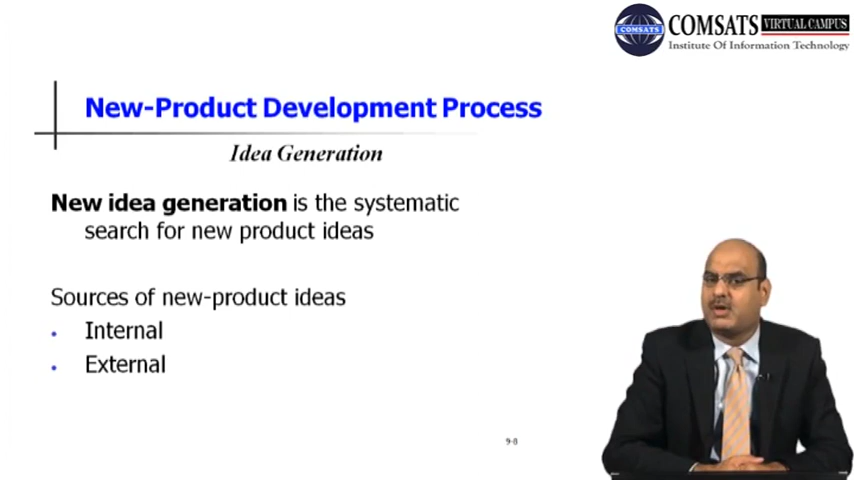 COMSATS
COMSATS VIRTUAL CAMPUS
Institute Of Information Technology
New-Product Development Process
Idea Generation
New idea generation is the systematic
search for new product ideas
Sources of new-product ideas
• Internal
• External
9-8